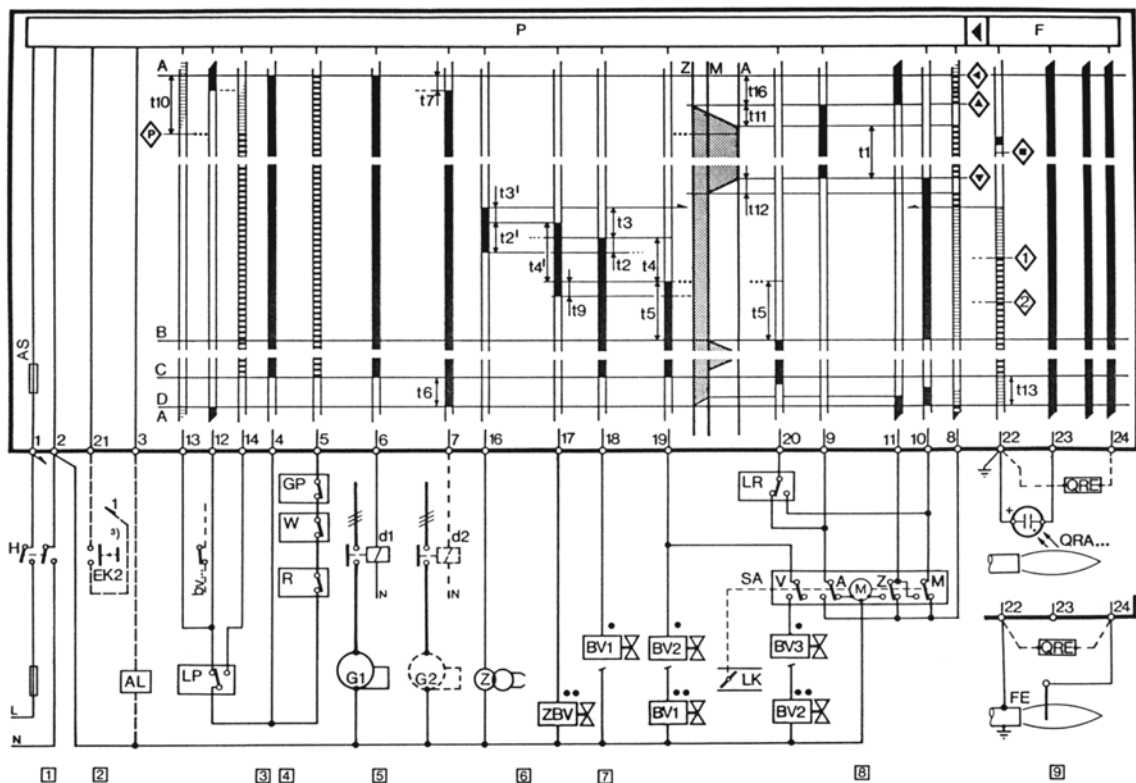 P F
A Z M A
t10 t7 t16
t11
P t1
t3' t12
t3
t2' t2 1
t4' t4
t9 t5 t5 2
B
AS
C
t6 t13
D
A
1 2 21 3 13 12 14 4 5 6 7 16 17 18 19 20 9 11 10 8 22 23 24
GP LR QRE
1
3) W d1 d2 + QRA...
H EK2 bv... R SA V A M Z M
N N
22 23 24
BV1 BV2 BV3 QRE
AL LP G1 G2 Z LK
ZBV BV1 BV2 FE
L
N
1 2 3 4 5 6 7 8 9